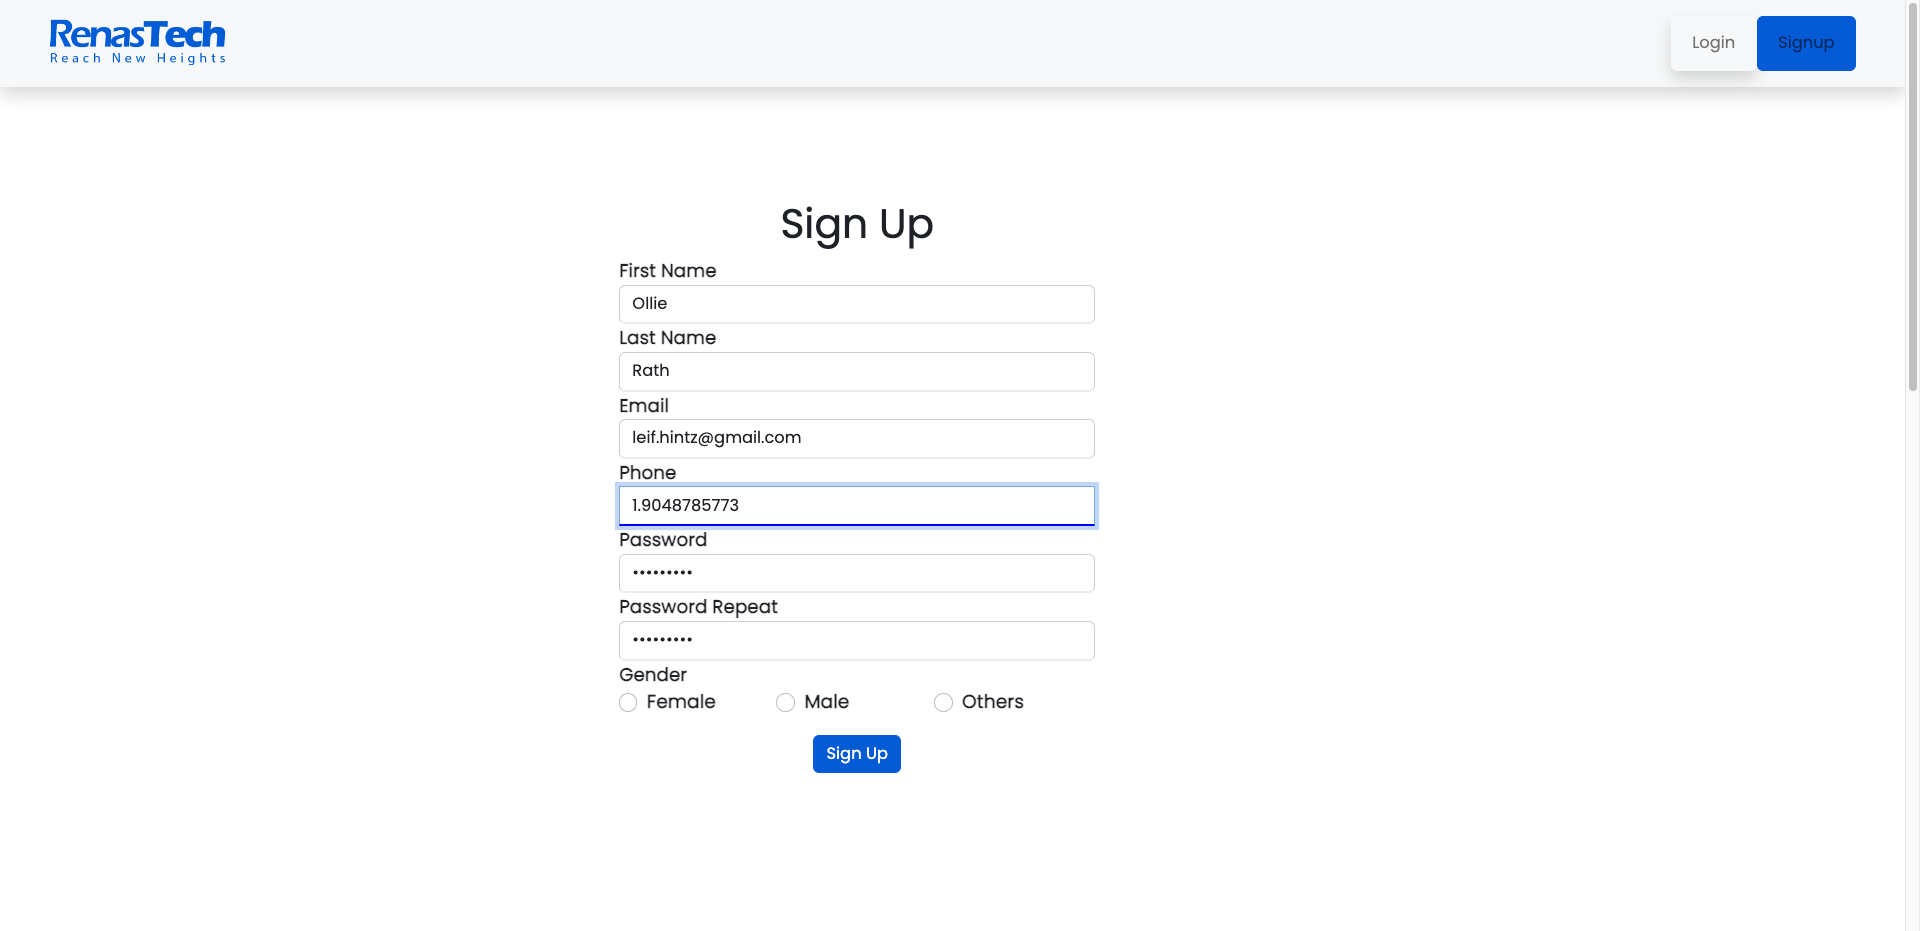 RenasTech
Reach New Heights
Login
Signup
Sign Up
First Name
Ollie
Last Name
Rath
Email
leif.hintz@gmail.com
Phone
1.9048785773
Password
•••••••••
Password Repeat
•••••••••
Gender
Female Male Others
Sign Up